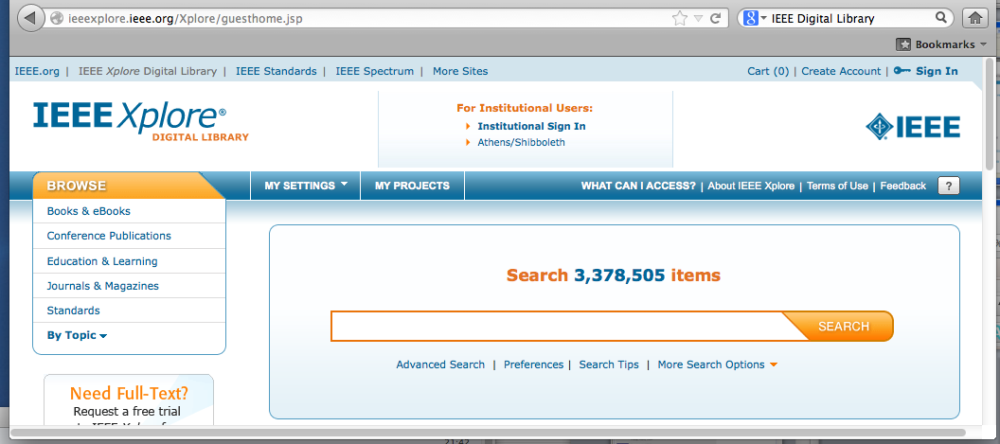 ieeexplore.ieee.org/Xplore/guesthome.jsp
IEEE Digital Library
Bookmarks
IEEE.org | IEEE Xplore Digital Library | IEEE Standards | IEEE Spectrum | More Sites
Cart (0) | Create Account | Sign In
IEEE Xplore®
DIGITAL LIBRARY
For Institutional Users:
Institutional Sign In
Athens/Shibboleth
IEEE
BROWSE
MY SETTINGS
MY PROJECTS
WHAT CAN I ACCESS? | About IEEE Xplore | Terms of Use | Feedback
?
Books & eBooks
Conference Publications
Education & Learning
Journals & Magazines
Standards
By Topic
Search 3,378,505 items
SEARCH
Advanced Search | Preferences | Search Tips | More Search Options
Need Full-Text?
Request a free trial